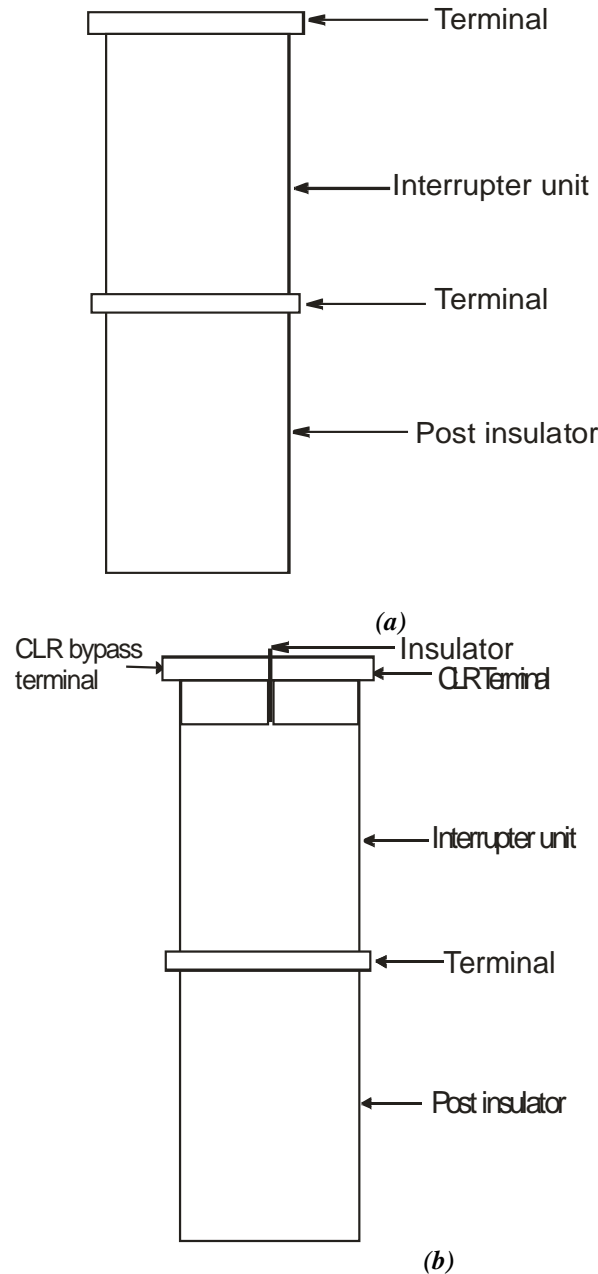 Terminal
Interrupter unit
Terminal
Post insulator
(a)
CLR bypass
terminal
Insulator
CLR Terminal
Interrupter unit
Terminal
Post insulator
(b)